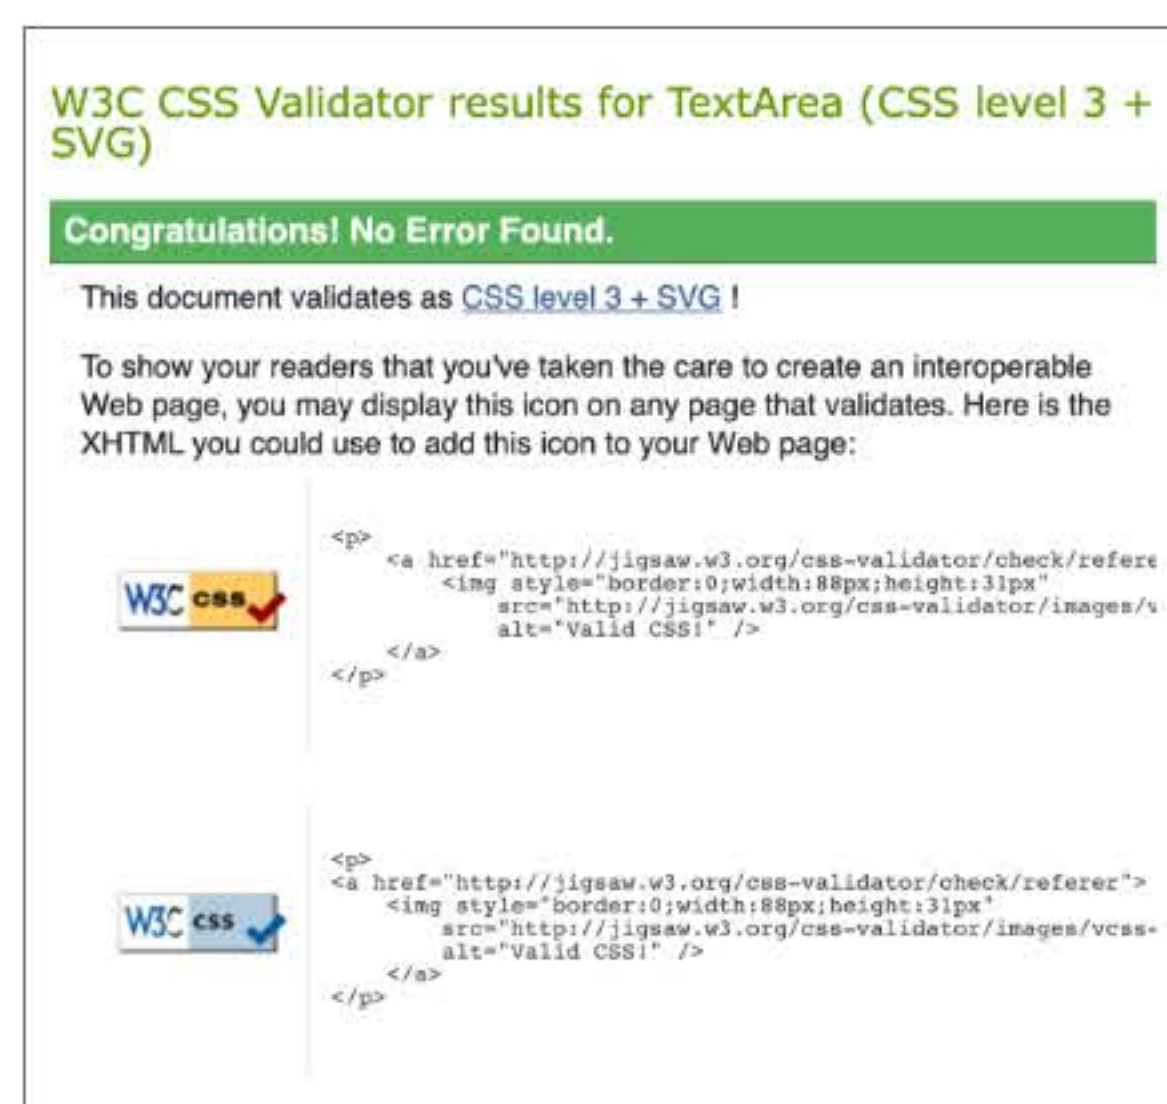 W3C CSS Validator results for TextArea (CSS level 3 +
SVG)
Congratulations! No Error Found.
This document validates as CSS level 3 + SVG !
To show your readers that you've taken the care to create an interoperable
Web page, you may display this icon on any page that validates. Here is the
XHTML you could use to add this icon to your Web page:
W3C css
<p>
<a href="http://jigsaw.w3.org/css-validator/check/refere
<img style="border:0;width:88px;height:31px"
src="http://jigsaw.w3.org/css-validator/images/v
alt="Valid CSS!" />
</a>
</p>
W3C css
<p>
<a href="http://jigsaw.w3.org/css-validator/check/referer">
<img style="border:0;width:88px;height:31px"
src="http://jigsaw.w3.org/css-validator/images/vcss-
alt="Valid CSS!" />
</a>
</p>